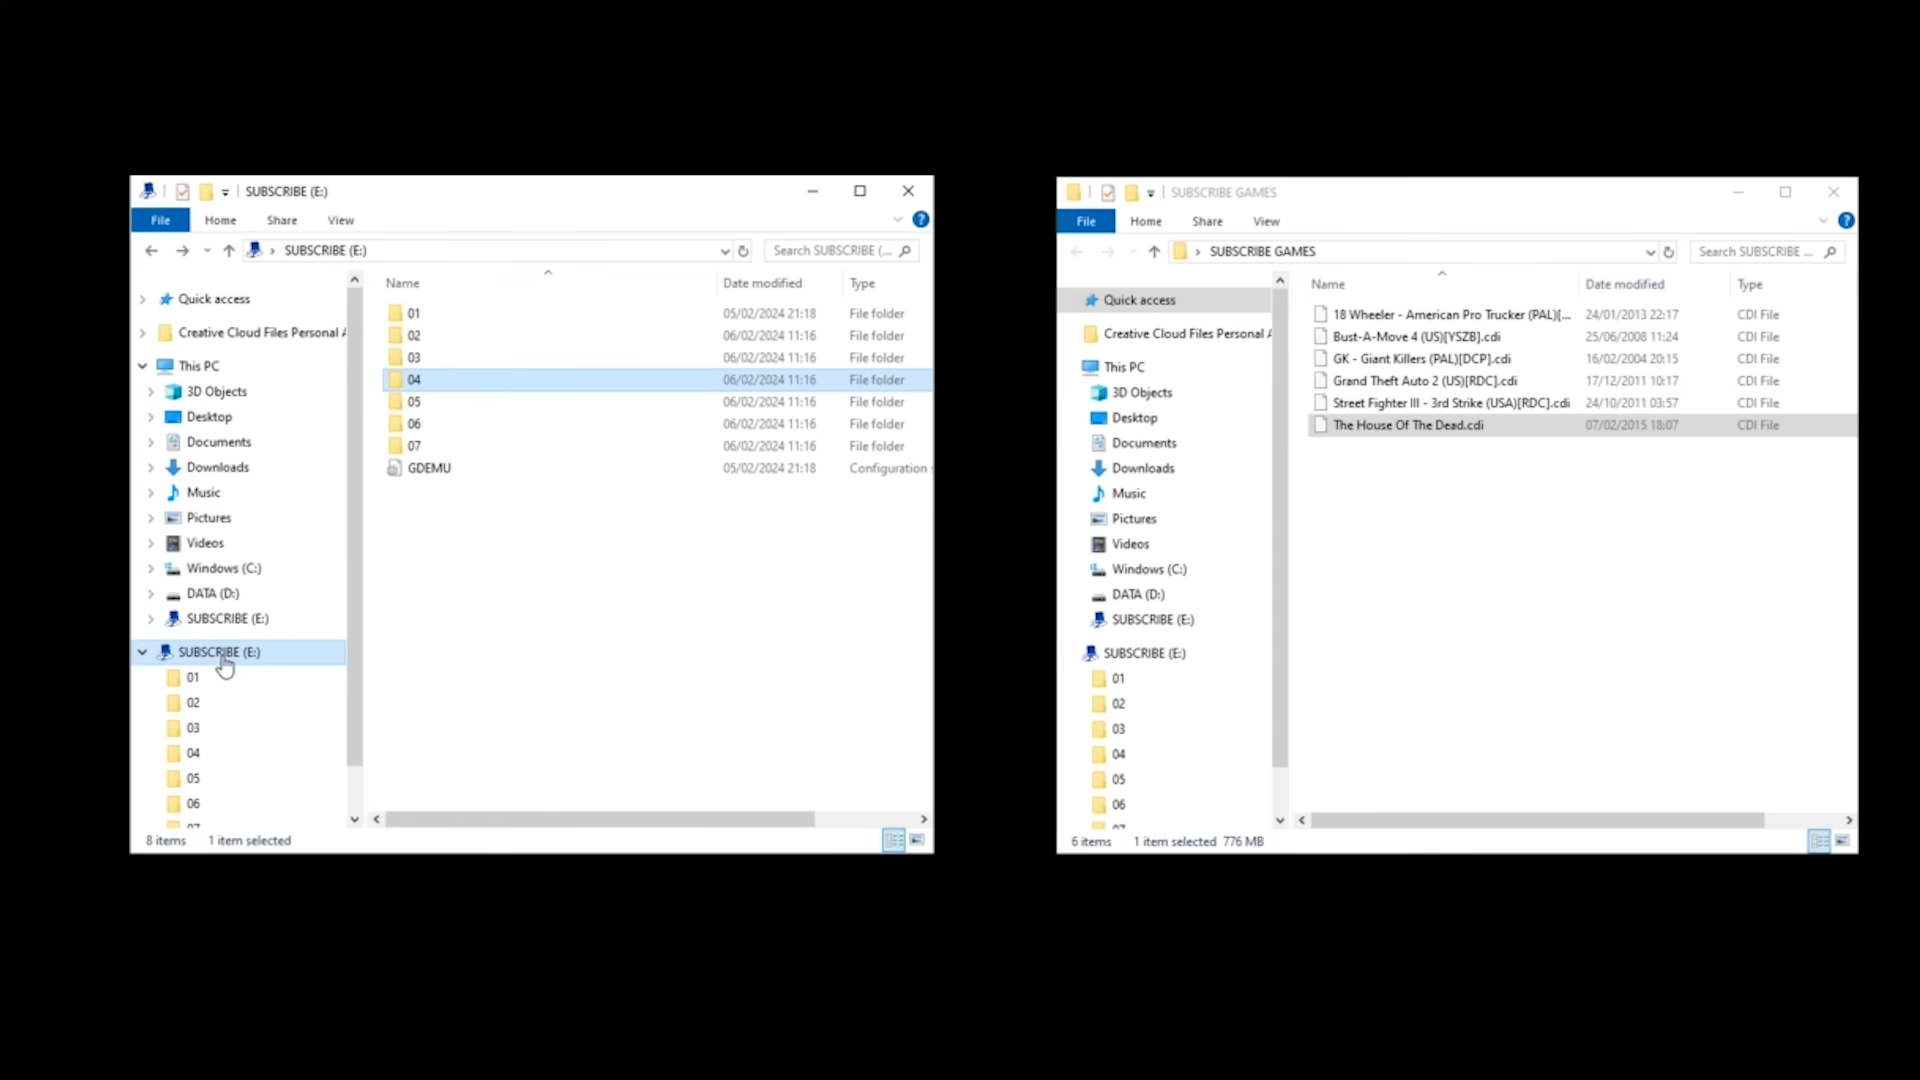 SUBSCRIBE (E:)
File Home Share View
SUBSCRIBE (E:)
Search SUBSCRIBE (...
Quick access
Creative Cloud Files Personal A
This PC
3D Objects
Desktop
Documents
Downloads
Music
Pictures
Videos
Windows (C:)
DATA (D:)
SUBSCRIBE (E:)
SUBSCRIBE (E:)
01
02
03
04
05
06
07
Name Date modified Type
01 05/02/2024 21:18 File folder
02 06/02/2024 11:16 File folder
03 06/02/2024 11:16 File folder
04 06/02/2024 11:16 File folder
05 06/02/2024 11:16 File folder
06 06/02/2024 11:16 File folder
07 06/02/2024 11:16 File folder
GDEMU 05/02/2024 21:18 Configuration
8 items 1 item selected
SUBSCRIBE GAMES
File Home Share View
SUBSCRIBE GAMES
Search SUBSCRIBE ...
Quick access
Creative Cloud Files Personal A
This PC
3D Objects
Desktop
Documents
Downloads
Music
Pictures
Videos
Windows (C:)
DATA (D:)
SUBSCRIBE (E:)
SUBSCRIBE (E:)
01
02
03
04
05
06
07
Name Date modified Type
18 Wheeler - American Pro Trucker (PAL)[... 24/01/2013 22:17 CDI File
Bust-A-Move 4 (US)[YSZB].cdi 25/06/2008 11:24 CDI File
GK - Giant Killers (PAL)[DCP].cdi 16/02/2004 20:15 CDI File
Grand Theft Auto 2 (US)[RDC].cdi 17/12/2011 10:17 CDI File
Street Fighter III - 3rd Strike (USA)[RDC].cdi 24/10/2011 03:57 CDI File
The House Of The Dead.cdi 07/02/2015 18:07 CDI File
6 items 1 item selected 776 MB